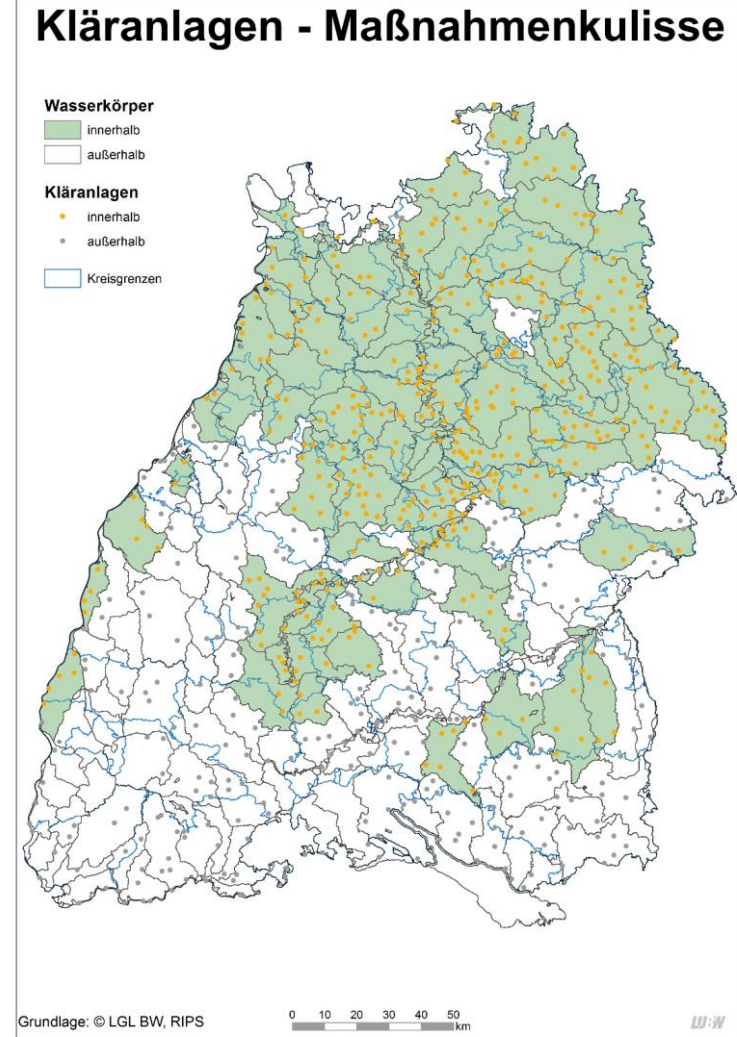 Kläranlagen - Maßnahmenkulisse
Wasserkörper
innerhalb
außerhalb
Kläranlagen
innerhalb
außerhalb
Kreisgrenzen
Grundlage: © LGL BW, RIPS
0 10 20 30 40 50
km
LU:W